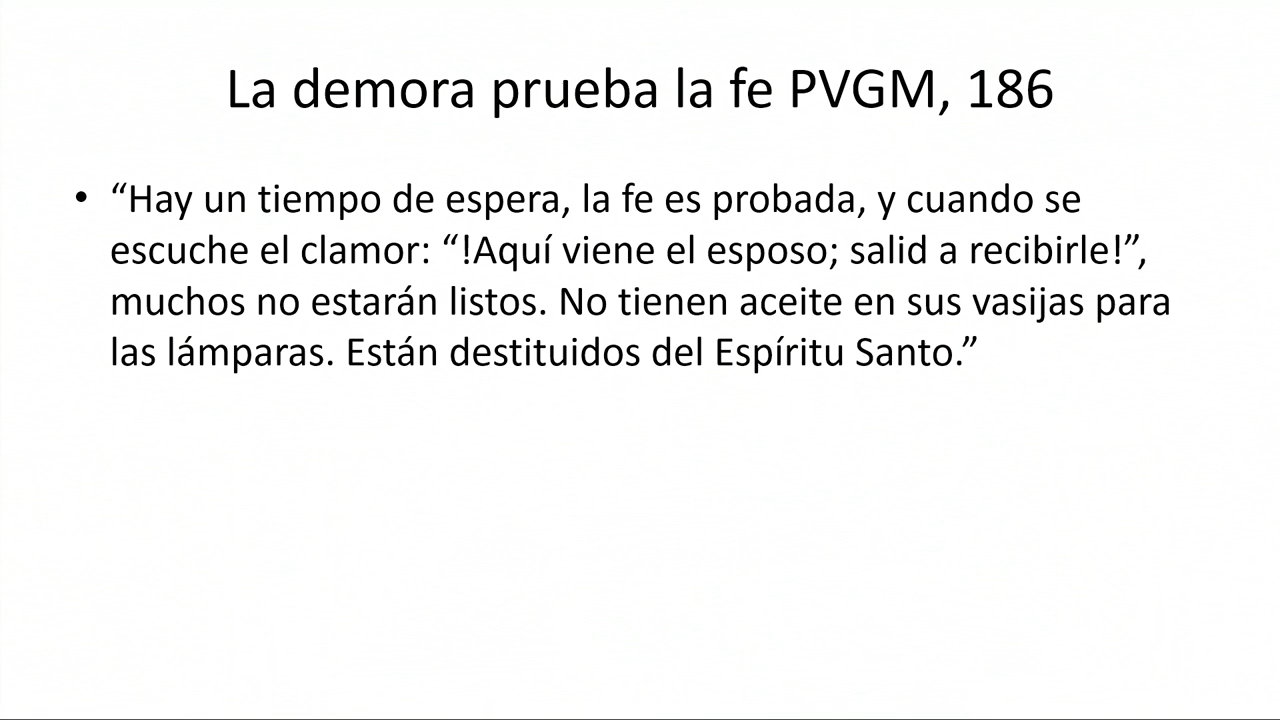 La demora prueba la fe PVGM, 186
• “Hay un tiempo de espera, la fe es probada, y cuando se
escuche el clamor: “!Aquí viene el esposo; salid a recibirle!”,
muchos no estarán listos. No tienen aceite en sus vasijas para
las lámparas. Están destituidos del Espíritu Santo.”